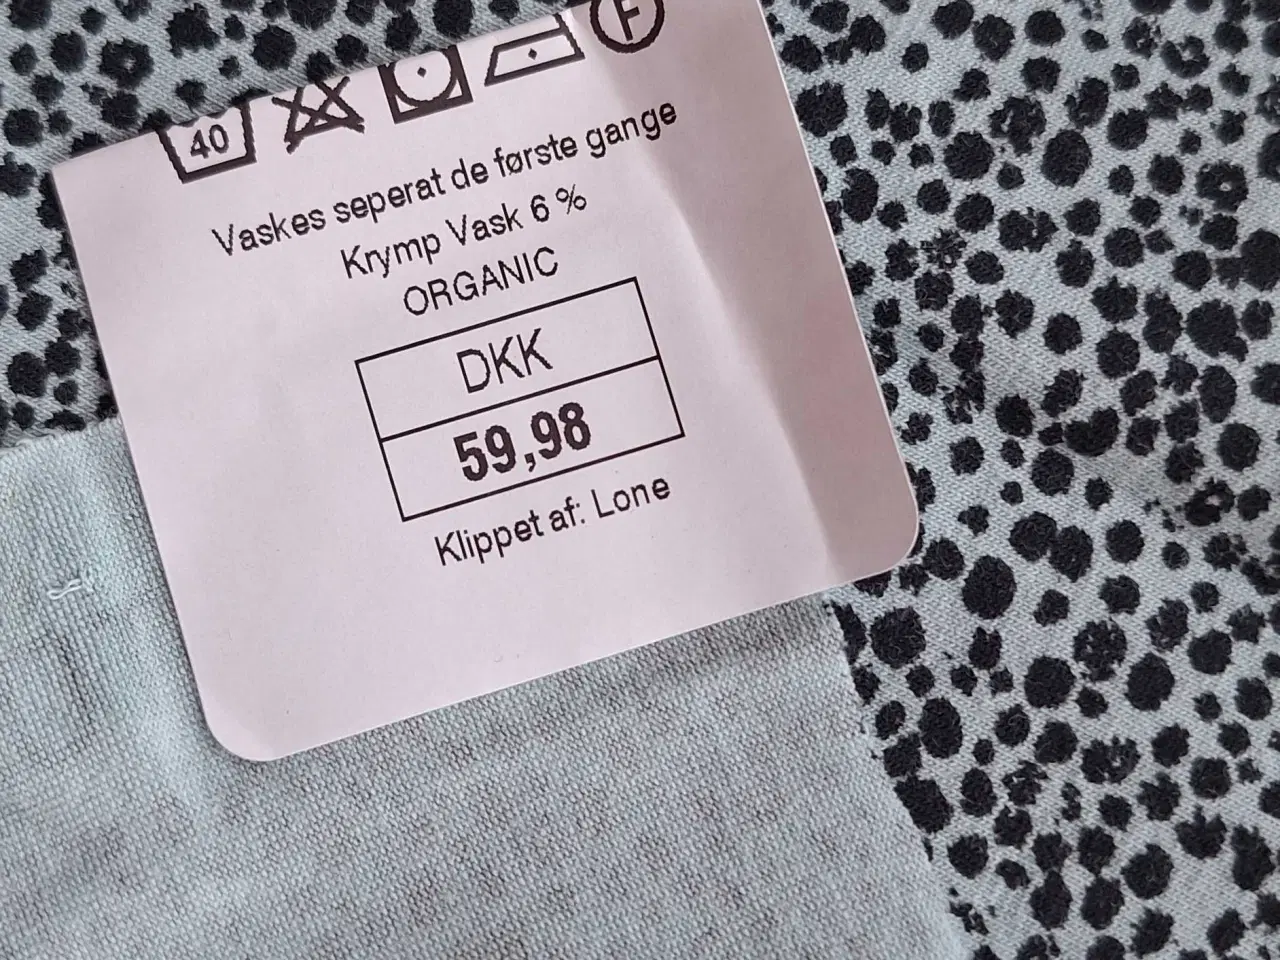 40
F
Vaskes seperat de første gange
Krymp Vask 6 %
ORGANIC
DKK
59,98
Klippet af: Lone